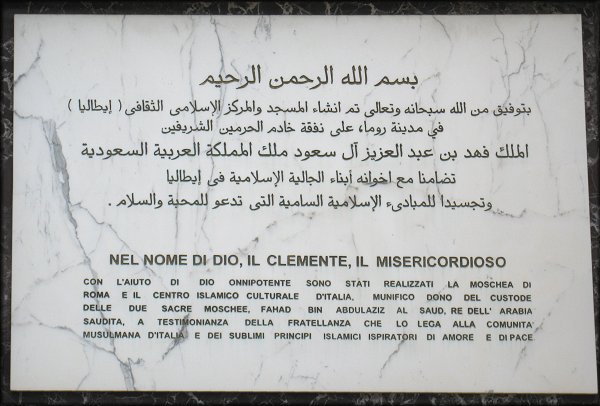 بسم الله الرحمن الرحيم
بتوفيق من الله سبحانه وتعالى تم انشاء المسجد والمركز الإسلامى الثقافى ( إيطاليا )
في مدينة روما، على نفقة خادم الحرمين الشريفين
الملك فهد بن عبد العزيز آل سعود ملك المملكة العربية السعودية
تضامنا مع اخوانه أبناء الجالية الإسلامية فى إيطاليا
وتجسيدا للمبادىء الإسلامية السامية التى تدعو للمحبة والسلام .
NEL NOME DI DIO, IL CLEMENTE, IL MISERICORDIOSO
CON L'AIUTO DI DIO ONNIPOTENTE SONO STATI REALIZZATI LA MOSCHEA DI
ROMA E IL CENTRO ISLAMICO CULTURALE D'ITALIA, MUNIFICO DONO DEL CUSTODE
DELLE DUE SACRE MOSCHEE, FAHAD BIN ABDULAZIZ AL SAUD, RE DELL' ARABIA
SAUDITA, A TESTIMONIANZA DELLA FRATELLANZA CHE LO LEGA ALLA COMUNITA'
MUSULMANA D'ITALIA E DEI SUBLIMI PRINCIPI ISLAMICI ISPIRATORI DI AMORE E DI PACE